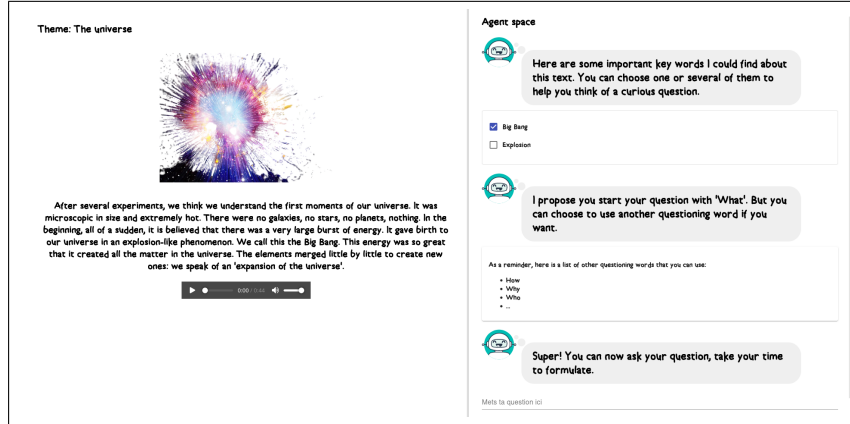 Theme: The universe
After several experiments, we think we understand the first moments of our universe. It was
microscopic in size and extremely hot. There were no galaxies, no stars, no planets, nothing. In the
beginning, all of a sudden, it is believed that there was a very large burst of energy. It gave birth to
our universe in an explosion-like phenomenon. We call this the Big Bang. This energy was so great
that it created all the matter in the universe. The elements merged little by little to create new
ones: we speak of an 'expansion of the universe'.
0:00 / 0:44
Agent space
Here are some important key words I could find about
this text. You can choose one or several of them to
help you think of a curious question.
Big Bang
Explosion
I propose you start your question with 'What'. But you
can choose to use another questioning word if you
want.
As a reminder, here is a list of other questioning words that you can use:
• How
• Why
• Who
• ...
Super! You can now ask your question, take your time
to formulate.
Mets ta question ici